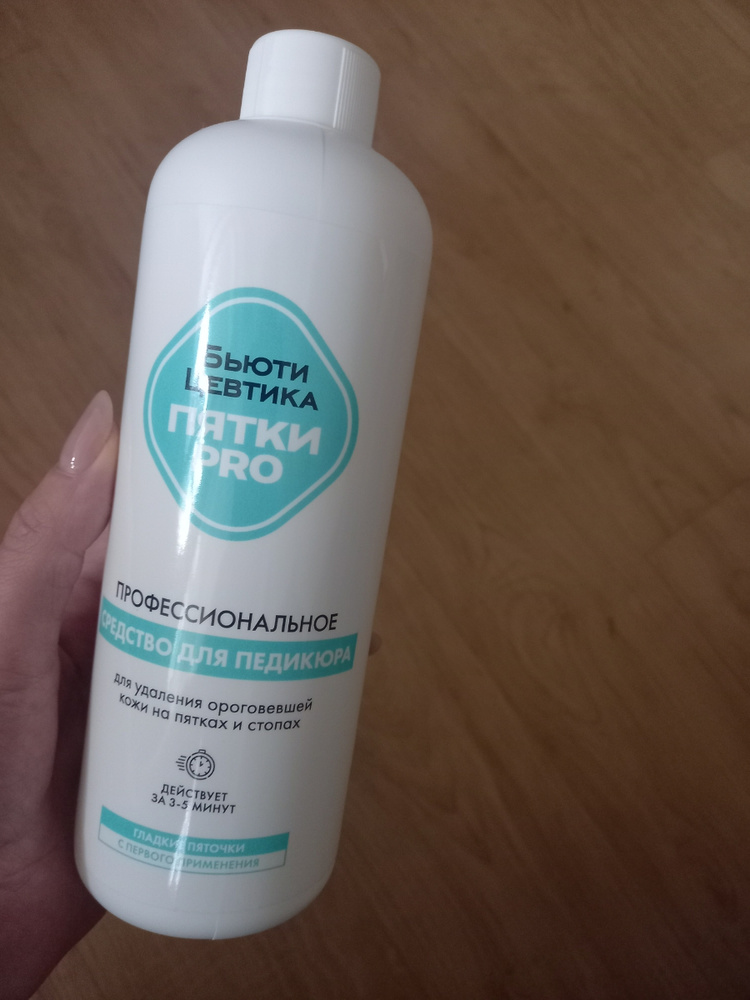 Бьюти
Цевтика
ПЯТКИ
PRO
ПРОФЕССИОНАЛЬНОЕ
СРЕДСТВО ДЛЯ ПЕДИКЮРА
для удаления ороговевшей
кожи на пятках и стопах
ДЕЙСТВУЕТ
ЗА 3-5 МИНУТ
ГЛАДКИЕ ПЯТОЧКИ
С ПЕРВОГО ПРИМЕНЕНИЯ